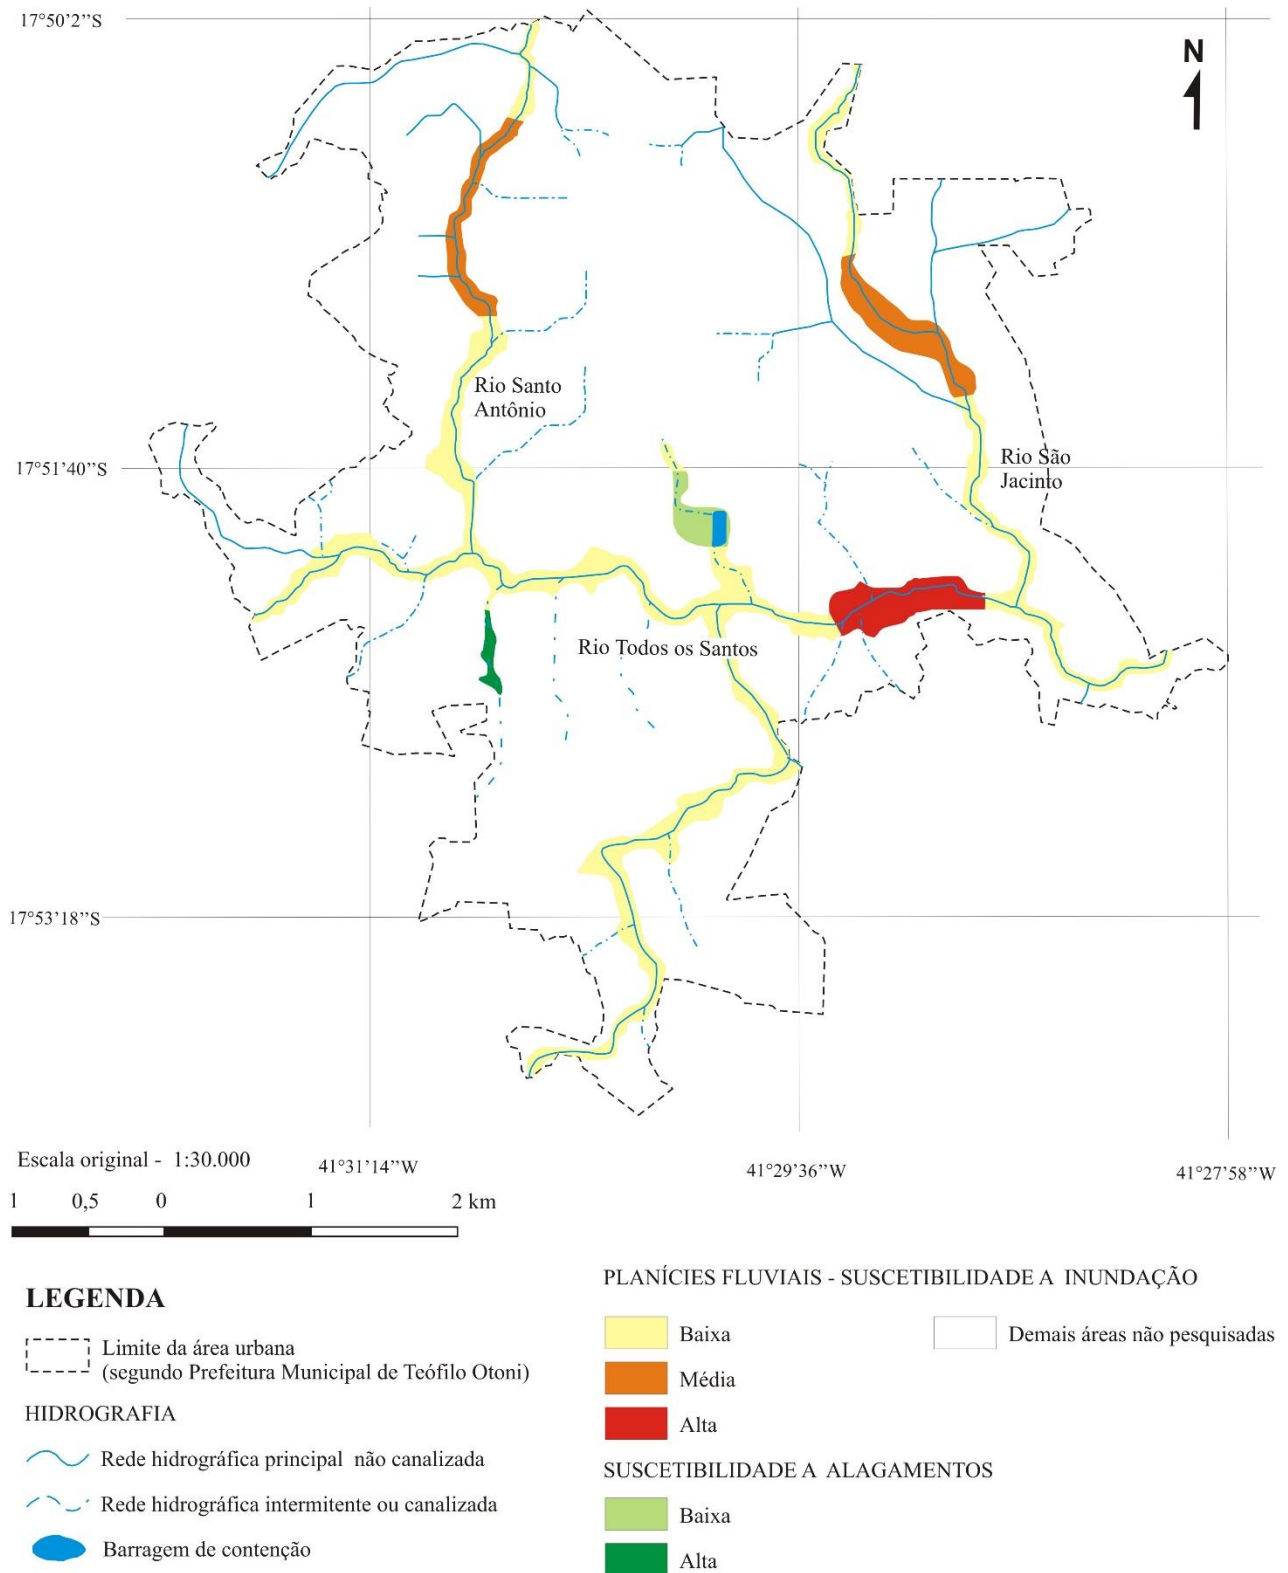 17°50’2’’S
N
Rio Santo
Antônio
17°51’40’’S
Rio São
Jacinto
Rio Todos os Santos
17°53’18’’S
Escala original - 1:30.000
41°31’14’’W
41°29’36’’W
41°27’58’’W
1 0,5 0 1 2 km
LEGENDA
Limite da área urbana
(segundo Prefeitura Municipal de Teófilo Otoni)
HIDROGRAFIA
Rede hidrográfica principal não canalizada
Rede hidrográfica intermitente ou canalizada
Barragem de contenção
PLANÍCIES FLUVIAIS - SUSCETIBILIDADE A INUNDAÇÃO
Baixa
Média
Alta
Demais áreas não pesquisadas
SUSCETIBILIDADE A ALAGAMENTOS
Baixa
Alta